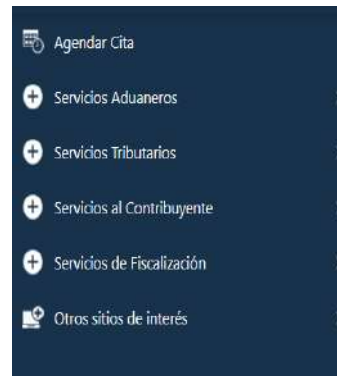 Agendar Cita
Servicios Aduaneros
Servicios Tributarios
Servicios al Contribuyente
Servicios de Fiscalización
Otros sitios de interés